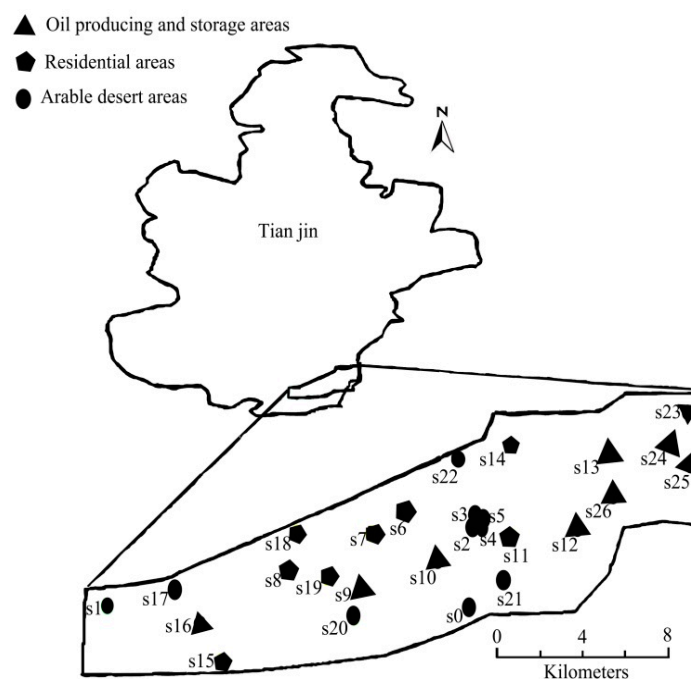 Oil producing and storage areas
Residential areas
Arable desert areas
N
Tian jin
s23
s14
s24
s13
s22
s25
s6
s3
s5
s26
s18
s7
s2
s4
s12
s11
s8
s19
s10
s9
s17
s21
s1
s0
s16
s20
s15
0 4 8
Kilometers